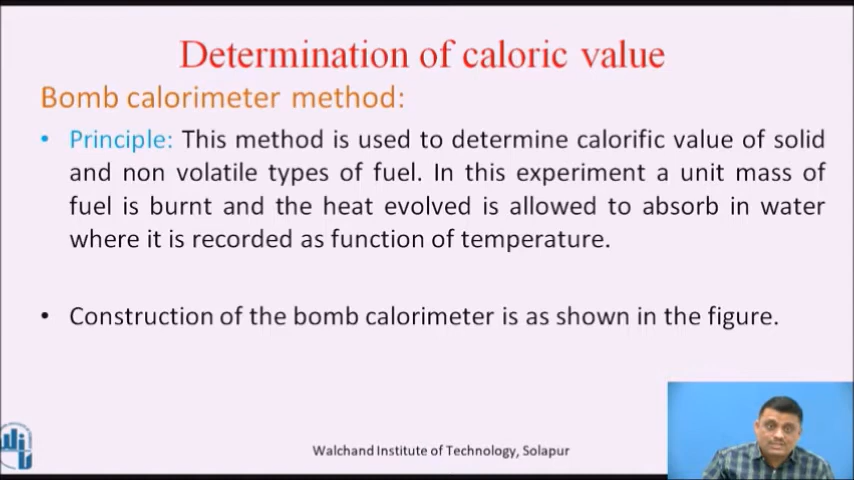 Determination of caloric value
Bomb calorimeter method:
• Principle: This method is used to determine calorific value of solid
and non volatile types of fuel. In this experiment a unit mass of
fuel is burnt and the heat evolved is allowed to absorb in water
where it is recorded as function of temperature.
• Construction of the bomb calorimeter is as shown in the figure.
Walchand Institute of Technology, Solapur